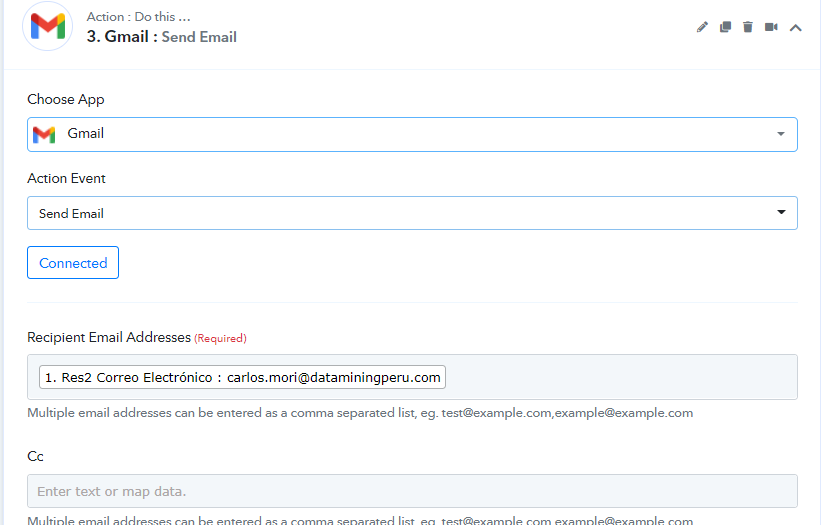 Action : Do this ...
3. Gmail : Send Email
Choose App
Gmail
Action Event
Send Email
Connected
Recipient Email Addresses (Required)
1. Res2 Correo Electrónico : carlos.mori@dataminingperu.com
Multiple email addresses can be entered as a comma separated list, eg. test@example.com,example@example.com
Cc
Enter text or map data.
Multiple email addresses can be entered as a comma separated list, eg. test@example.com,example@example.com